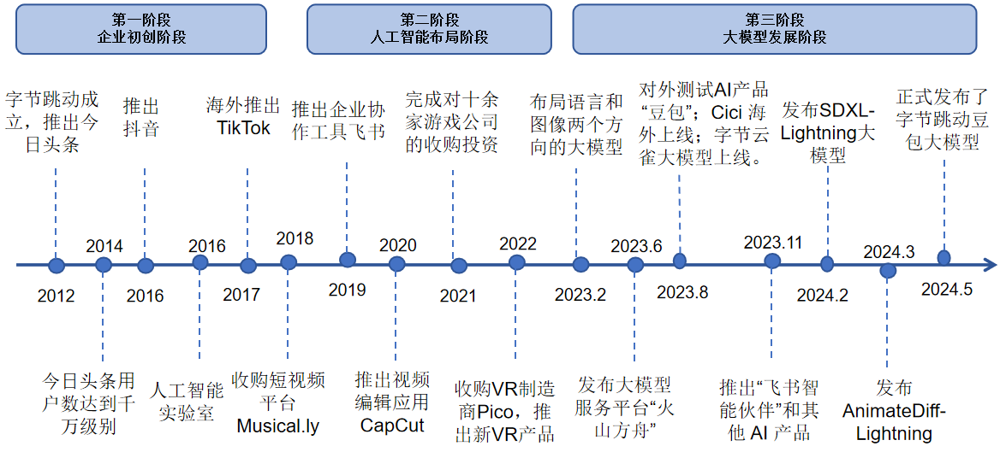 第一阶段
企业初创阶段
第二阶段
人工智能布局阶段
第三阶段
大模型发展阶段
字节跳动成
立，推出今
日头条
推出
抖音
海外推出
TikTok
推出企业协
作工具飞书
完成对十余
家游戏公司
的收购投资
布局语言和
图像两个方
向的大模型
对外测试AI产品
“豆包”；Cici 海
外上线；字节云
雀大模型上线。
发布SDXL-
Lightning大
模型
正式发布了
字节跳动豆
包大模型
2014
2016
2018
2020
2022
2023.6
2023.11
2024.3
2012
2016
2017
2019
2021
2023.2
2023.8
2024.2
2024.5
今日头条用
户数达到千
万级别
人工智能
实验室
收购短视频
平台
Musical.ly
推出视频
编辑应用
CapCut
收购VR制造
商Pico，推
出新VR产品
发布大模型
服务平台“火
山方舟”
推出“飞书智
能伙伴”和其
他 AI 产品
发布
AnimateDiff-
Lightning